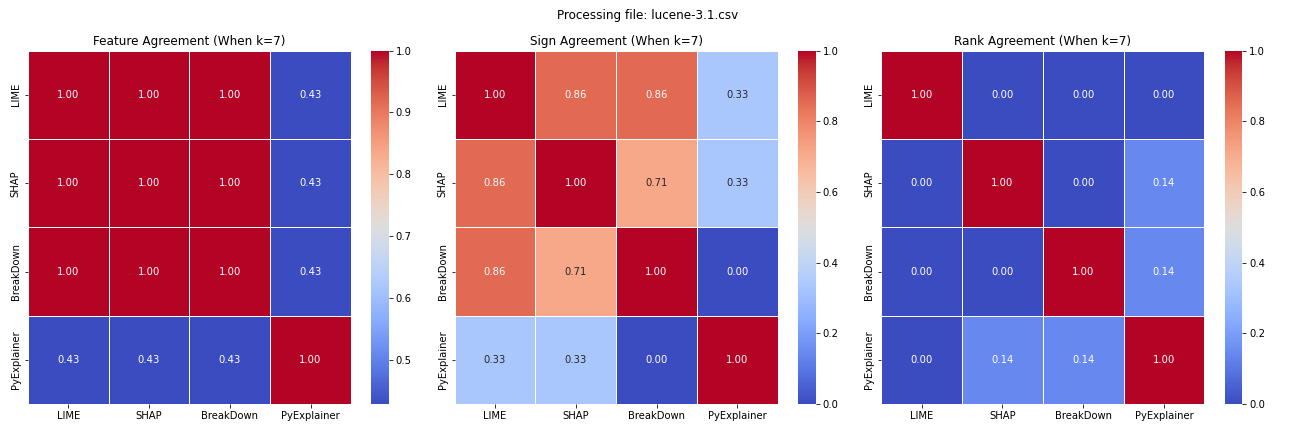 Processing file: lucene-3.1.csv
Feature Agreement (When k=7)
LIME
SHAP
BreakDown
PyExplainer
1.00 1.00 1.00 0.43
1.00 1.00 1.00 0.43
1.00 1.00 1.00 0.43
0.43 0.43 0.43 1.00
LIME SHAP BreakDown PyExplainer
1.0
0.9
0.8
0.7
0.6
0.5
Sign Agreement (When k=7)
LIME
SHAP
BreakDown
PyExplainer
1.00 0.86 0.86 0.33
0.86 1.00 0.71 0.33
0.86 0.71 1.00 0.00
0.33 0.33 0.00 1.00
LIME SHAP BreakDown PyExplainer
1.0
0.8
0.6
0.4
0.2
0.0
Rank Agreement (When k=7)
LIME
SHAP
BreakDown
PyExplainer
1.00 0.00 0.00 0.00
0.00 1.00 0.00 0.14
0.00 0.00 1.00 0.14
0.00 0.14 0.14 1.00
LIME SHAP BreakDown PyExplainer
1.0
0.8
0.6
0.4
0.2
0.0